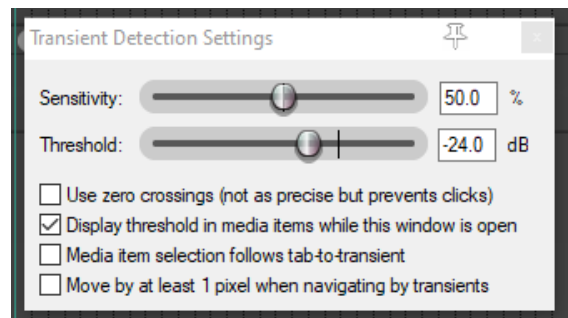 Transient Detection Settings
Sensitivity: 50.0 %
Threshold: -24.0 dB
Use zero crossings (not as precise but prevents clicks)
Display threshold in media items while this window is open
Media item selection follows tab-to-transient
Move by at least 1 pixel when navigating by transients